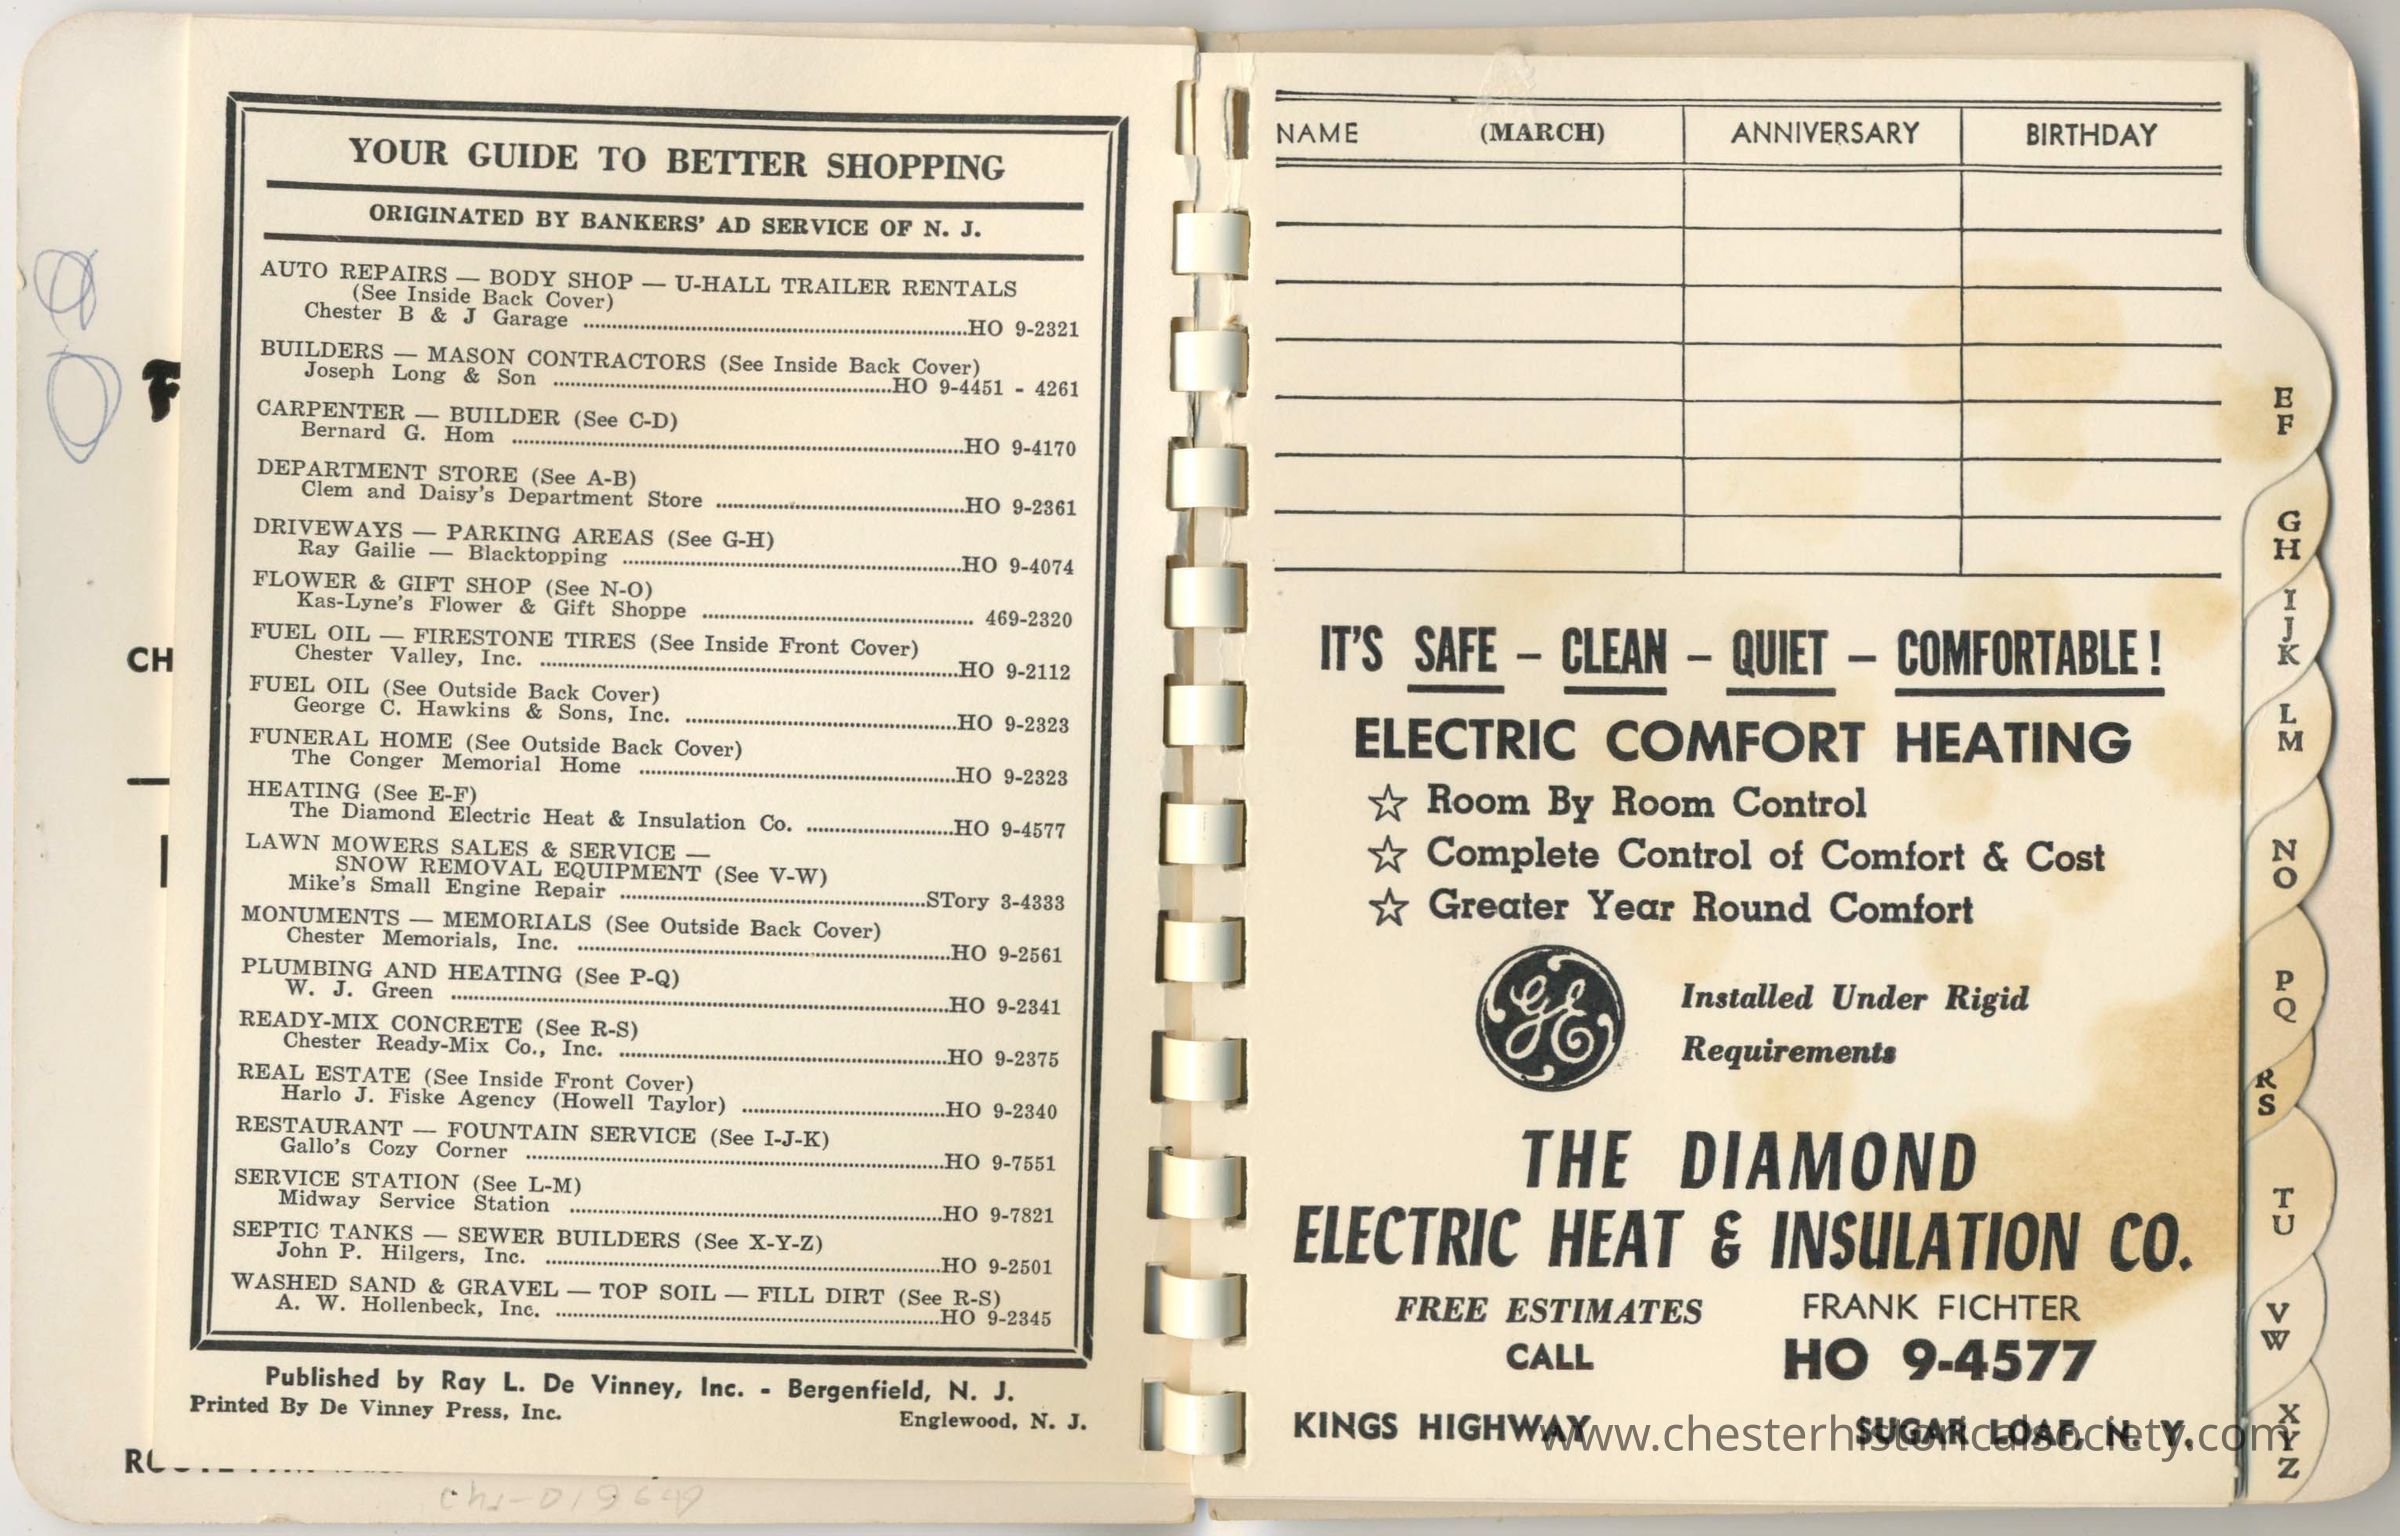 YOUR GUIDE TO BETTER SHOPPING
ORIGINATED BY BANKERS' AD SERVICE OF N. J.
AUTO REPAIRS — BODY SHOP — U-HALL TRAILER RENTALS
(See Inside Back Cover)
Chester B & J Garage ........ HO 9-2321
BUILDERS — MASON CONTRACTORS (See Inside Back Cover)
Joseph Long & Son ........ HO 9-4451 - 4261
CARPENTER — BUILDER (See C-D)
Bernard G. Hom ........ HO 9-4170
DEPARTMENT STORE (See A-B)
Clem and Daisy's Department Store ........ HO 9-2361
DRIVEWAYS — PARKING AREAS (See G-H)
Ray Gailie — Blacktopping ........ HO 9-4074
FLOWER & GIFT SHOP (See N-O)
Kas-Lyne's Flower & Gift Shoppe ........ 469-2320
FUEL OIL — FIRESTONE TIRES (See Inside Front Cover)
Chester Valley, Inc. ........ HO 9-2112
FUEL OIL (See Outside Back Cover)
George C. Hawkins & Sons, Inc. ........ HO 9-2323
FUNERAL HOME (See Outside Back Cover)
The Conger Memorial Home ........ HO 9-2323
HEATING (See E-F)
The Diamond Electric Heat & Insulation Co. ........ HO 9-4577
LAWN MOWERS SALES & SERVICE —
SNOW REMOVAL EQUIPMENT (See V-W)
Mike's Small Engine Repair ........ STory 3-4333
MONUMENTS — MEMORIALS (See Outside Back Cover)
Chester Memorials, Inc. ........ HO 9-2561
PLUMBING AND HEATING (See P-Q)
W. J. Green ........ HO 9-2341
READY-MIX CONCRETE (See R-S)
Chester Ready-Mix Co., Inc. ........ HO 9-2375
REAL ESTATE (See Inside Front Cover)
Harlo J. Fiske Agency (Howell Taylor) ........ HO 9-2340
RESTAURANT — FOUNTAIN SERVICE (See I-J-K)
Gallo's Cozy Corner ........ HO 9-7551
SERVICE STATION (See L-M)
Midway Service Station ........ HO 9-7821
SEPTIC TANKS — SEWER BUILDERS (See X-Y-Z)
John P. Hilgers, Inc. ........ HO 9-2501
WASHED SAND & GRAVEL — TOP SOIL — FILL DIRT (See R-S)
A. W. Hollenbeck, Inc. ........ HO 9-2345
Published by Ray L. De Vinney, Inc. - Bergenfield, N. J.
Printed By De Vinney Press, Inc. Englewood, N. J.
F
CH
NAME (MARCH) ANNIVERSARY BIRTHDAY
IT'S SAFE – CLEAN – QUIET – COMFORTABLE!
ELECTRIC COMFORT HEATING
☆ Room By Room Control
☆ Complete Control of Comfort & Cost
☆ Greater Year Round Comfort
GE
Installed Under Rigid
Requirements
THE DIAMOND
ELECTRIC HEAT & INSULATION CO.
FREE ESTIMATES FRANK FICHTER
CALL HO 9-4577
KINGS HIGHWAY SUGAR LOAF, N. Y.
www.chesterhistoricalsociety.com
E
F
G
H
I
J
K
L
M
N
O
P
Q
R
S
T
U
V
W
X
Y
Z